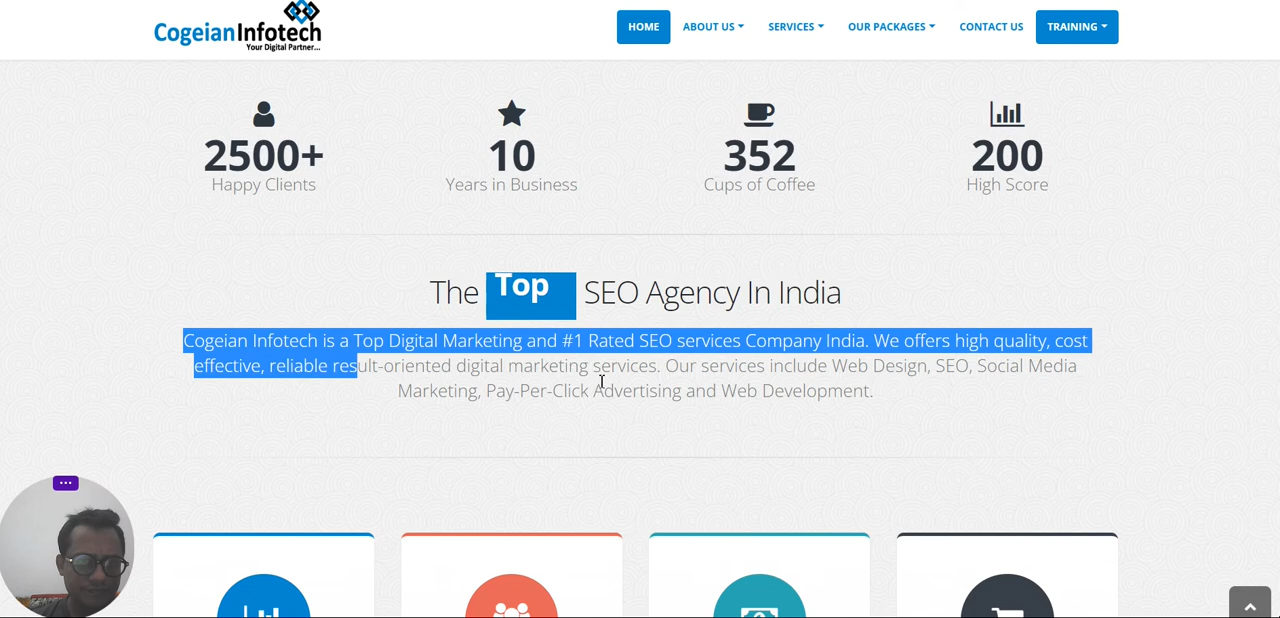 CogeianInfotech
Your Digital Partner...
HOME ABOUT US SERVICES OUR PACKAGES CONTACT US TRAINING
2500+ 10 352 200
Happy Clients Years in Business Cups of Coffee High Score
The Top SEO Agency In India
Cogeian Infotech is a Top Digital Marketing and #1 Rated SEO services Company India. We offers high quality, cost
effective, reliable result-oriented digital marketing services. Our services include Web Design, SEO, Social Media
Marketing, Pay-Per-Click Advertising and Web Development.